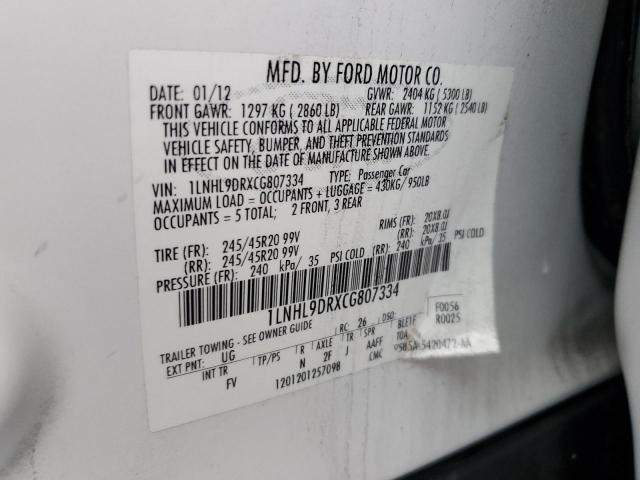 MFD. BY FORD MOTOR CO.
DATE: 01/12 GVWR: 2404 KG ( 5300 LB)
FRONT GAWR: 1297 KG ( 2860 LB) REAR GAWR: 1152 KG ( 2540 LB)
THIS VEHICLE CONFORMS TO ALL APPLICABLE FEDERAL MOTOR
VEHICLE SAFETY, BUMPER, AND THEFT PREVENTION STANDARDS
IN EFFECT ON THE DATE OF MANUFACTURE SHOWN ABOVE.
VIN: 1LNHL9DRXCG807334 TYPE: Passenger Car
MAXIMUM LOAD = OCCUPANTS + LUGGAGE = 430KG/950LB
OCCUPANTS = 5 TOTAL; 2 FRONT, 3 REAR
TIRE (FR): 245/45R20 99V RIMS (FR): 20X8.0J
(RR): 245/45R20 99V (RR): 20X8.0J
PRESSURE (FR): 240 kPa/ 35 PSI COLD (RR): 240 kPa/ 35 PSI COLD
1LNHL9DRXCG807334
TRAILER TOWING - SEE OWNER GUIDE RC: 26 DSO: F0056
R0025
EXT PNT: UG
INT TR TP/PS R AXLE TR SPR
FV N 2F J AAFF
CMC
1201201257098